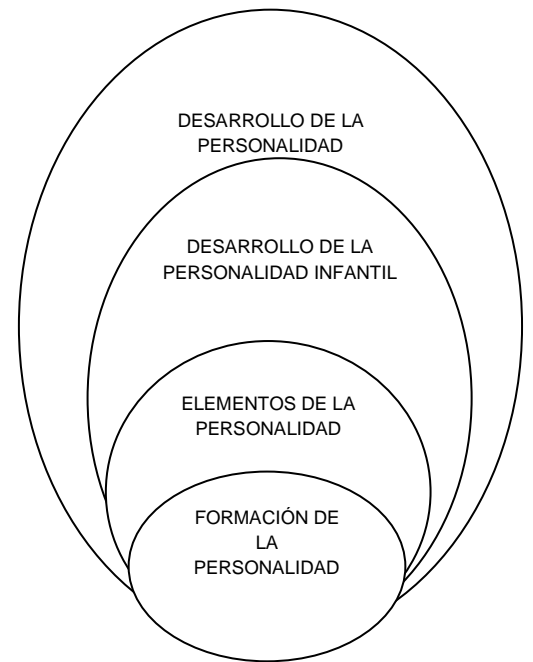 DESARROLLO DE LA
PERSONALIDAD
DESARROLLO DE LA
PERSONALIDAD INFANTIL
ELEMENTOS DE LA
PERSONALIDAD
FORMACIÓN DE
LA
PERSONALIDAD